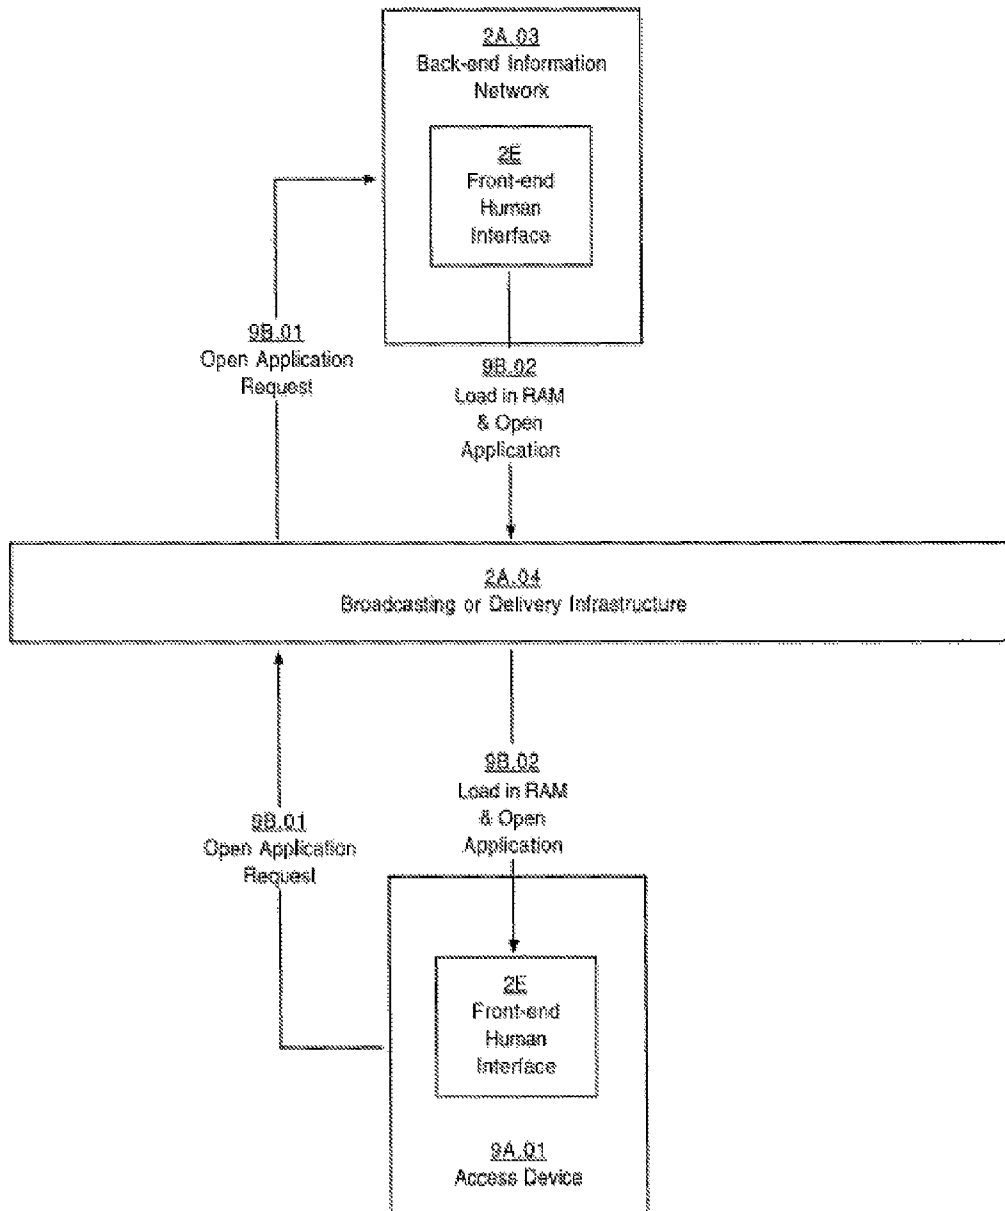 2A.03
Back-end Information
Network
2E
Front-end
Human
Interface
9B.01
Open Application
Request
9B.02
Load in RAM
& Open
Application
2A.04
Broadcasting or Delivery Infrastructure
9B.01
Open Application
Request
9B.02
Load in RAM
& Open
Application
2E
Front-end
Human
Interface
9A.01
Access Device